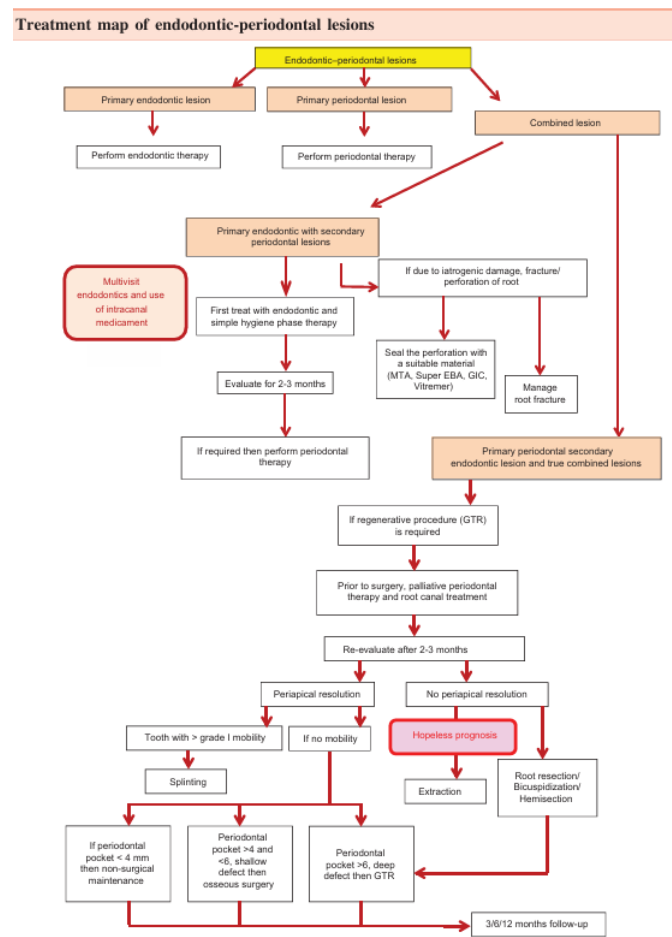 Treatment map of endodontic-periodontal lesions
Endodontic–periodontal lesions
Primary endodontic lesion
Primary periodontal lesion
Combined lesion
Perform endodontic therapy
Perform periodontal therapy
Primary endodontic with secondary
periodontal lesions
Multivisit
endodontics and use
of intracanal
medicament
If due to iatrogenic damage, fracture/
perforation of root
First treat with endodontic and
simple hygiene phase therapy
Seal the perforation with
a suitable material
(MTA, Super EBA, GIC,
Vitremer)
Manage
root fracture
Evaluate for 2-3 months
If required then perform periodontal
therapy
Primary periodontal secondary
endodontic lesion and true combined lesions
If regenerative procedure (GTR)
is required
Prior to surgery, palliative periodontal
therapy and root canal treatment
Re-evaluate after 2-3 months
Periapical resolution
No periapical resolution
Tooth with > grade I mobility
If no mobility
Hopeless prognosis
Splinting
Extraction
Root resection/
Bicuspidization/
Hemisection
If periodontal
pocket < 4 mm
then non-surgical
maintenance
Periodontal
pocket >4 and
<6, shallow
defect then
osseous surgery
Periodontal
pocket >6, deep
defect then GTR
3/6/12 months follow-up